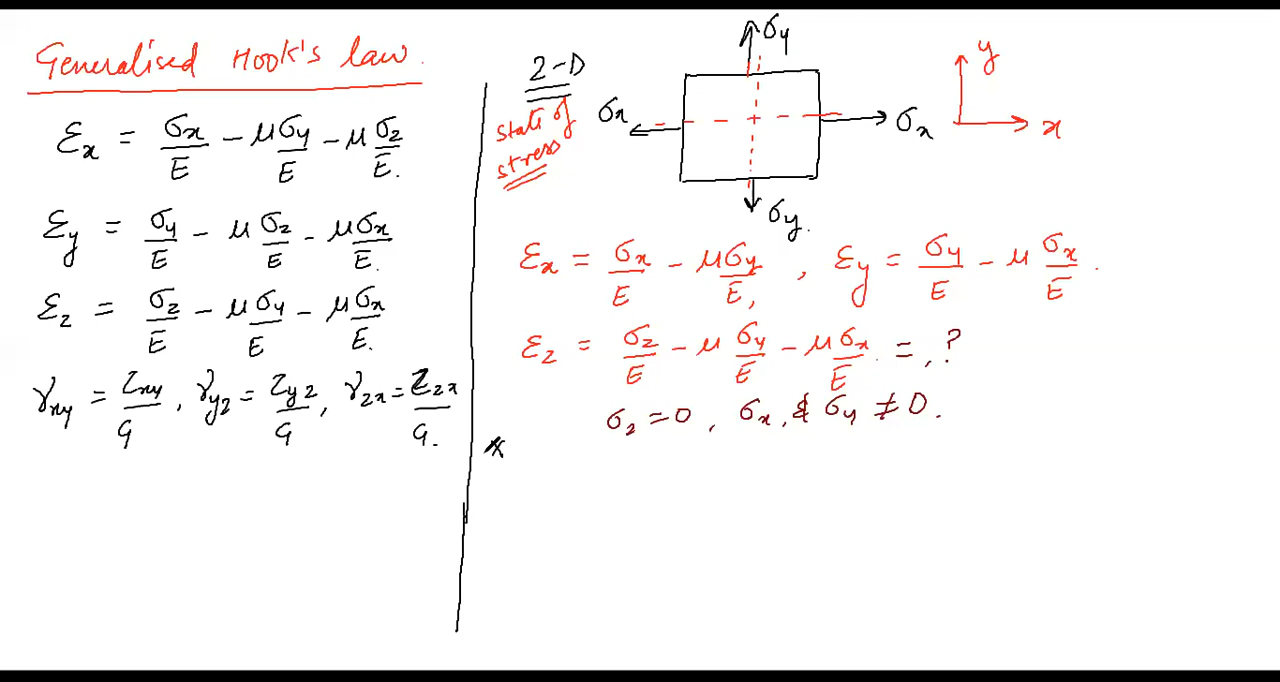 Generalised Hook's law.
εx = σx/E - μσy/E - μσz/E.
εy = σy/E - μσz/E - μσx/E.
εz = σz/E - μσy/E - μσx/E.
γxy = τxy/G, γyz = τyz/G, γzx = τzx/G.
2-D
state of
stress
σy
σx
σx
σy.
y
x
εx = σx/E - μσy/E, , εy = σy/E - μσx/E.
εz = σz/E - μσy/E - μσx/E. = , ?
σz = 0, σx, & σy ≠ 0.
*